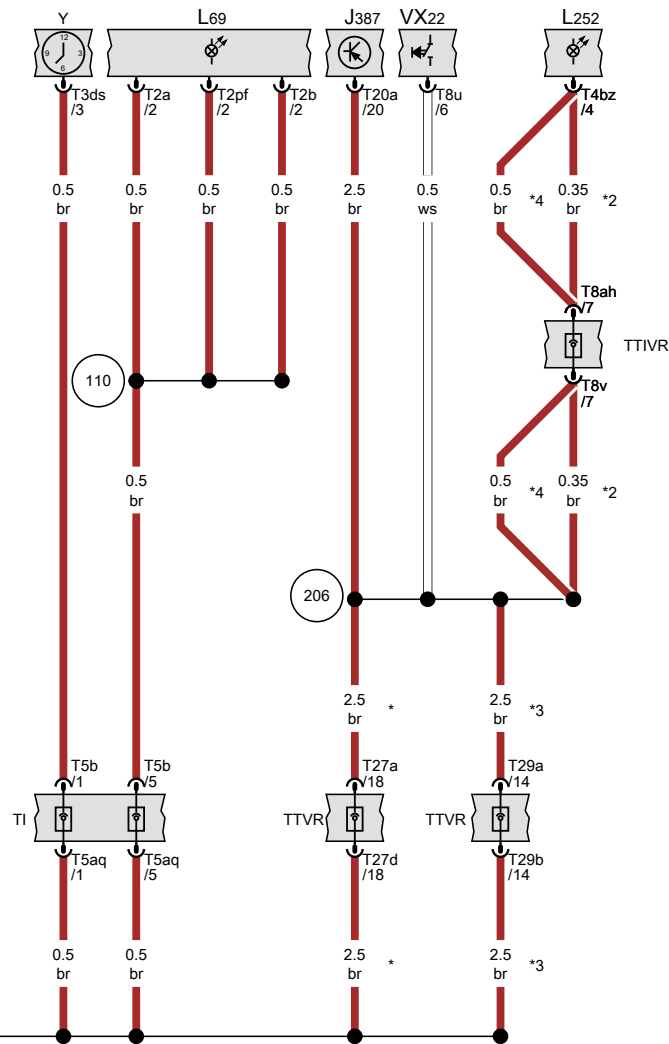 Y L69 J387 VX22 L252
12
9 3
6
T3ds T2a T2pf T2b T20a T8u T4bz
/3 /2 /2 /2 /20 /6 /4
0.5 0.5 0.5 0.5 2.5 0.5 0.5 *4 0.35 *2
br br br br br ws br br
T8ah
/7
TTIVR
T8v
/7
110
0.5 0.5 *4 0.35 *2
br br br
206
2.5 * 2.5 *3
br br
T5b T5b T27a T29a
/1 /5 /18 /14
TI TTVR TTVR
T5aq T5aq T27d T29b
/1 /5 /18 /14
0.5 0.5 2.5 * 2.5 *3
br br br br